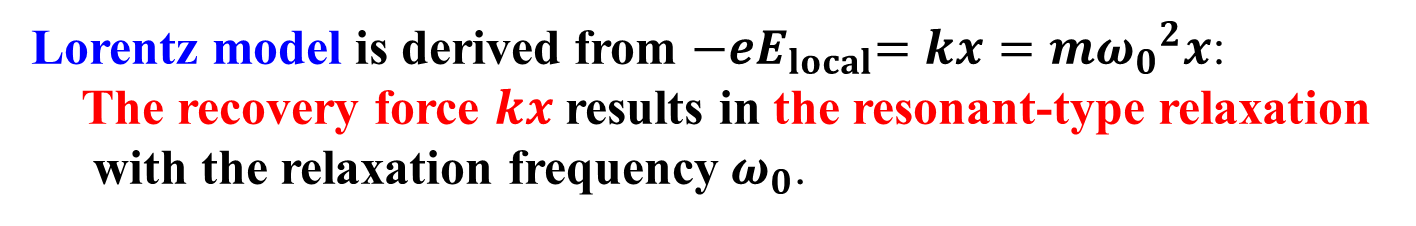 Lorentz model is derived from −eE_local= kx = mω₀²x:
The recovery force kx results in the resonant-type relaxation
with the relaxation frequency ω₀.